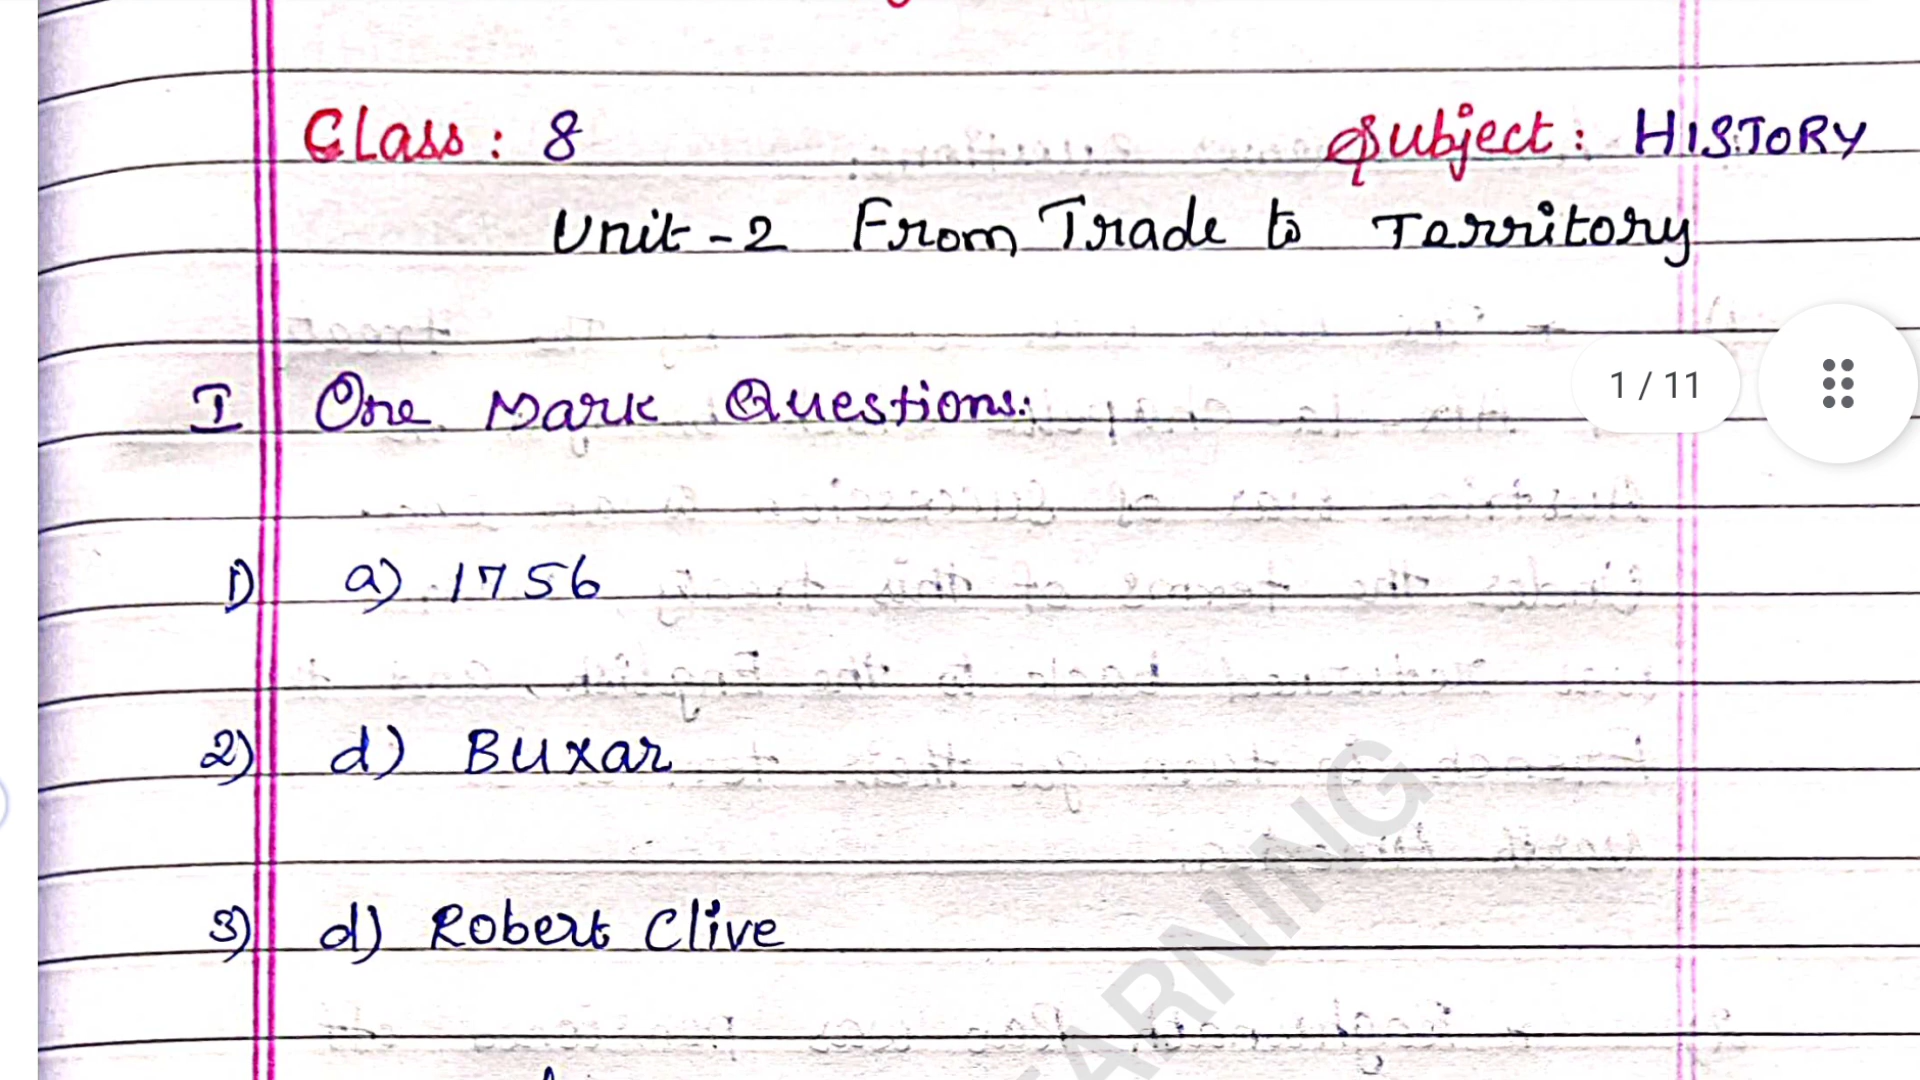 Class: 8 Subject: HISTORY
Unit-2 From Trade to Territory
1 / 11
I One Mark Questions:
1) a) 1756
2) d) Buxar
3) d) Robert Clive
EARNING